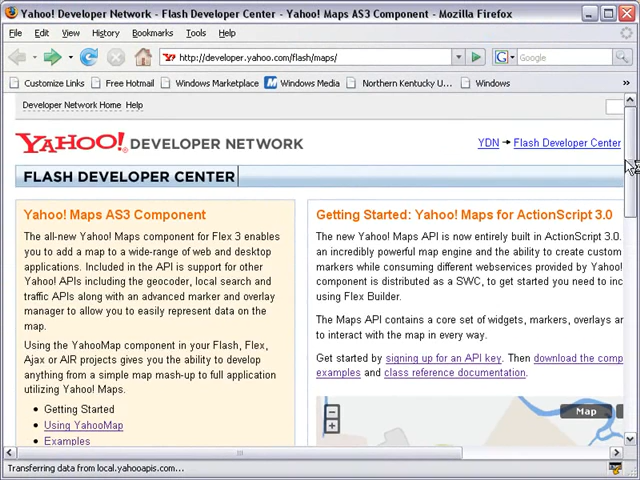 Yahoo! Developer Network - Flash Developer Center - Yahoo! Maps AS3 Component - Mozilla Firefox
File Edit View History Bookmarks Tools Help
http://developer.yahoo.com/flash/maps/
Google
Customize Links Free Hotmail Windows Marketplace Windows Media Northern Kentucky U... Windows
Developer Network Home Help
YAHOO! DEVELOPER NETWORK
YDN → Flash Developer Center
FLASH DEVELOPER CENTER
Yahoo! Maps AS3 Component
The all-new Yahoo! Maps component for Flex 3 enables
you to add a map to a wide-range of web and desktop
applications. Included in the API is support for other
Yahoo! APIs including the geocoder, local search and
traffic APIs along with an advanced marker and overlay
manager to allow you to easily represent data on the
map.
Using the YahooMap component in your Flash, Flex,
Ajax or AIR projects gives you the ability to develop
anything from a simple map mash-up to full application
utilizing Yahoo! Maps.
• Getting Started
• Using YahooMap
• Examples
Getting Started: Yahoo! Maps for ActionScript 3.0
The new Yahoo! Maps API is now entirely built in ActionScript 3.0.
an incredibly powerful map engine and the ability to create custom
markers while consuming different webservices provided by Yahoo!
component is distributed as a SWC, to get started you need to inc
using Flex Builder.
The Maps API contains a core set of widgets, markers, overlays an
to interact with the map in every way.
Get started by signing up for an API key. Then download the comp
examples and class reference documentation.
Map
Transferring data from local.yahooapis.com...